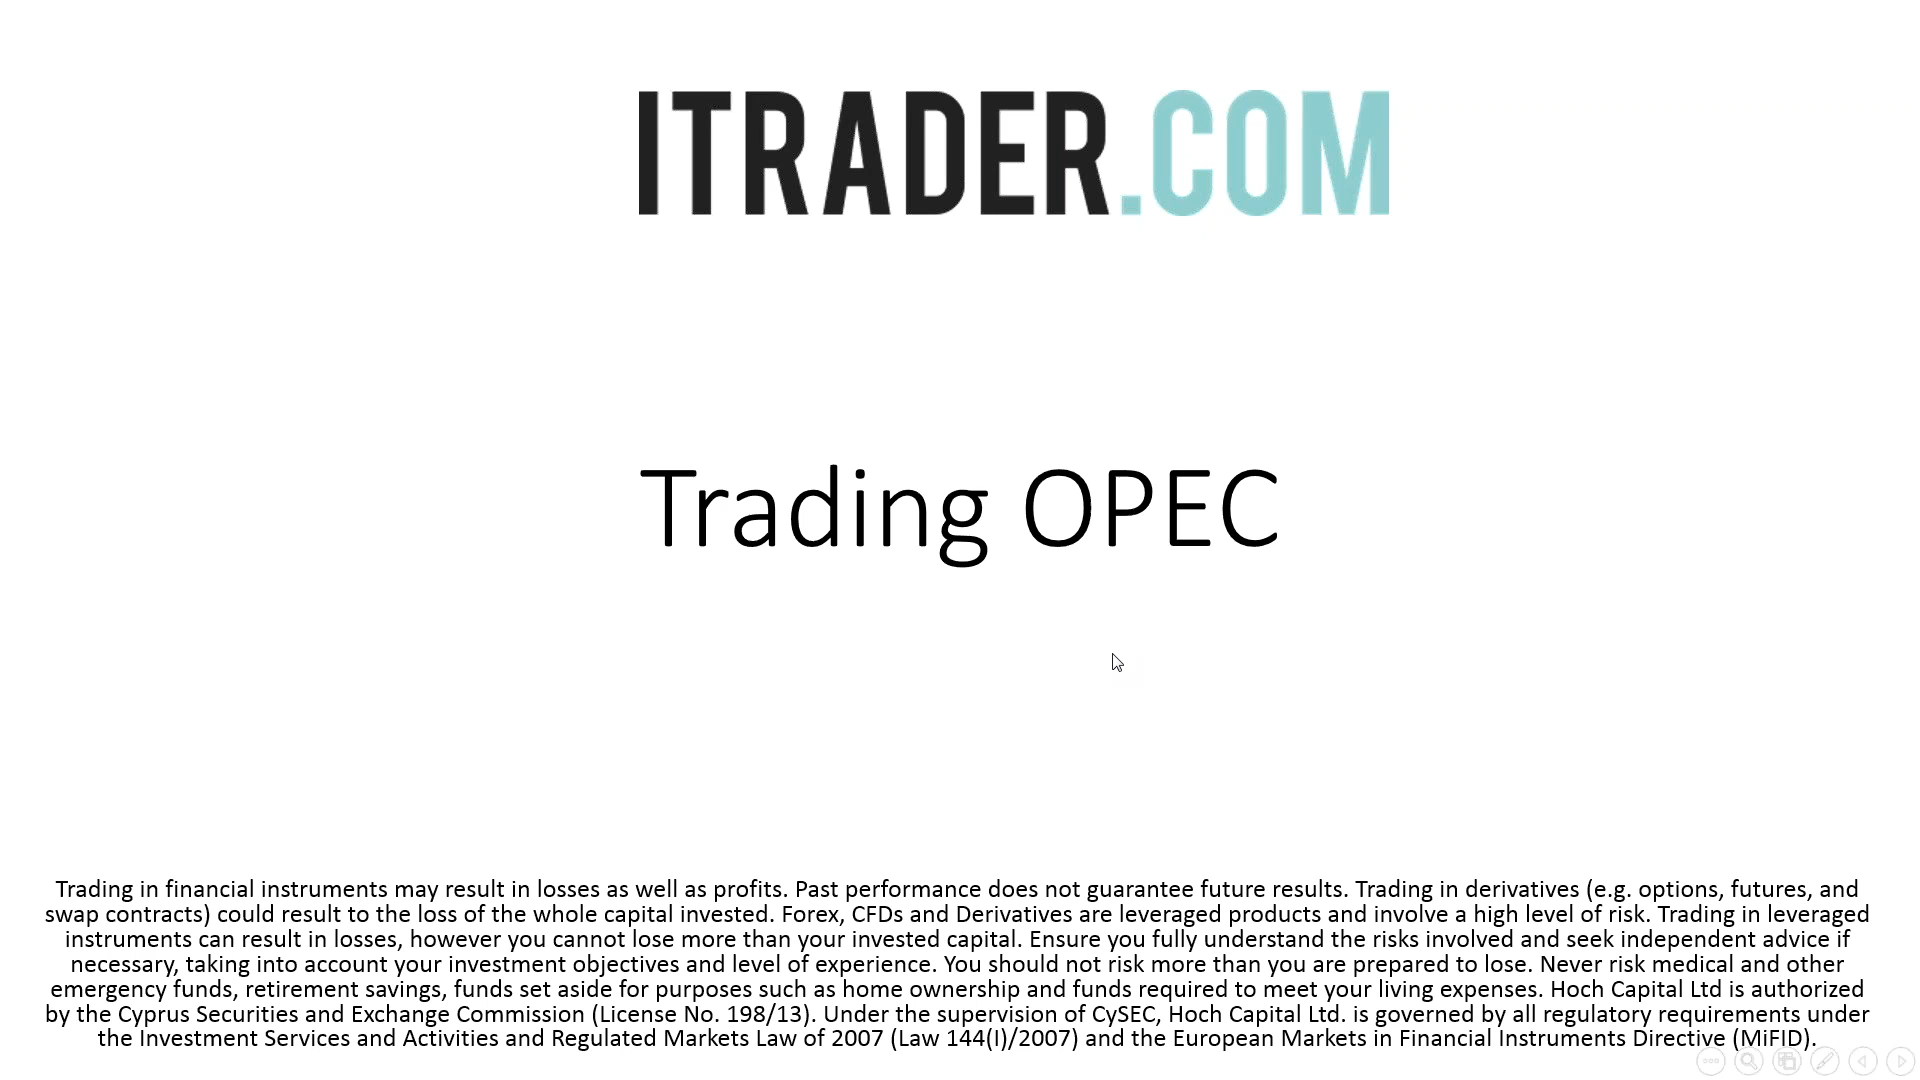 ITRADER.COM
Trading OPEC
Trading in financial instruments may result in losses as well as profits. Past performance does not guarantee future results. Trading in derivatives (e.g. options, futures, and
swap contracts) could result to the loss of the whole capital invested. Forex, CFDs and Derivatives are leveraged products and involve a high level of risk. Trading in leveraged
instruments can result in losses, however you cannot lose more than your invested capital. Ensure you fully understand the risks involved and seek independent advice if
necessary, taking into account your investment objectives and level of experience. You should not risk more than you are prepared to lose. Never risk medical and other
emergency funds, retirement savings, funds set aside for purposes such as home ownership and funds required to meet your living expenses. Hoch Capital Ltd is authorized
by the Cyprus Securities and Exchange Commission (License No. 198/13). Under the supervision of CySEC, Hoch Capital Ltd. is governed by all regulatory requirements under
the Investment Services and Activities and Regulated Markets Law of 2007 (Law 144(I)/2007) and the European Markets in Financial Instruments Directive (MiFID).